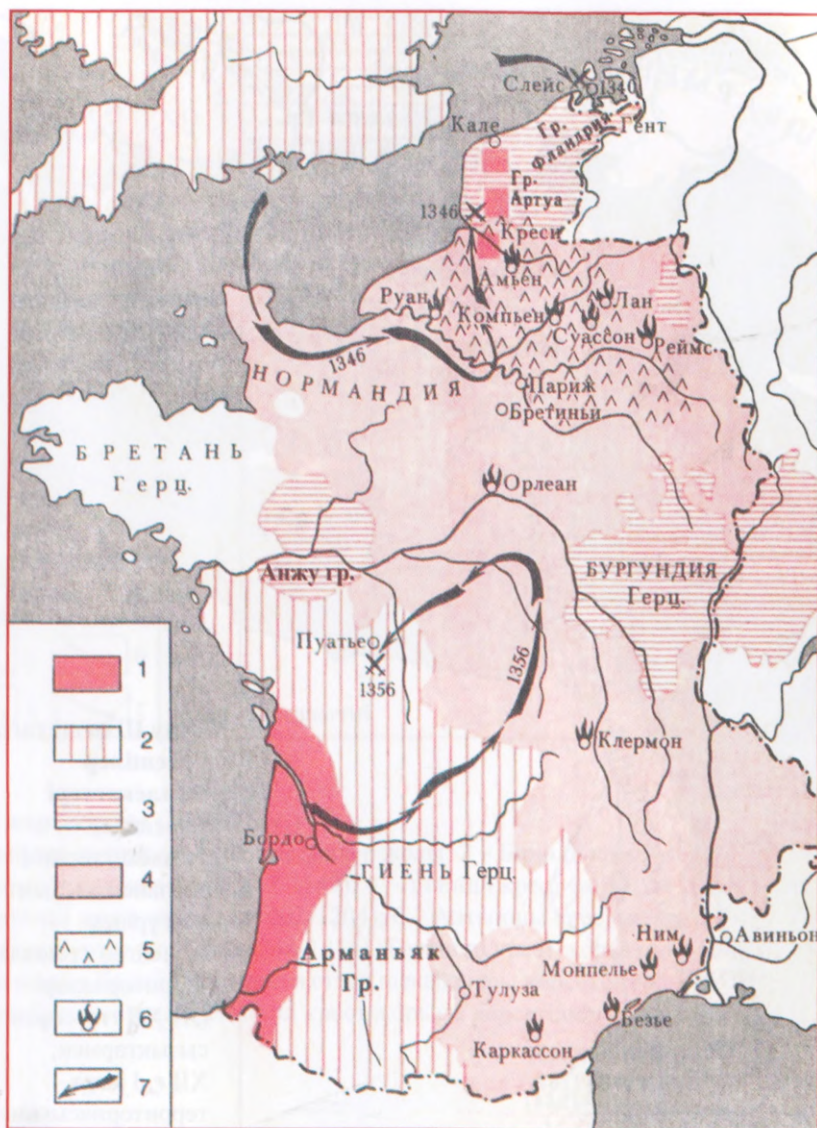 Слейс
1340
Кале
Гр.
Фландрия
Гент
Гр.
Артуа
1346
Креси
Амьен
Руан
Лан
Компьен
Суассон
Реймс
1346
НОРМАНДИЯ
Париж
Бретиньи
БРЕТАНЬ
Герц.
Орлеан
Анжу гр.
БУРГУНДИЯ
Герц.
Пуатье
1356
1356
Клермон
Бордо
ГИЕНЬ Герц.
Арманьяк
Гр.
Ним
Авиньон
Монпелье
Тулуза
Безье
Каркассон
1
2
3
4
5
6
7